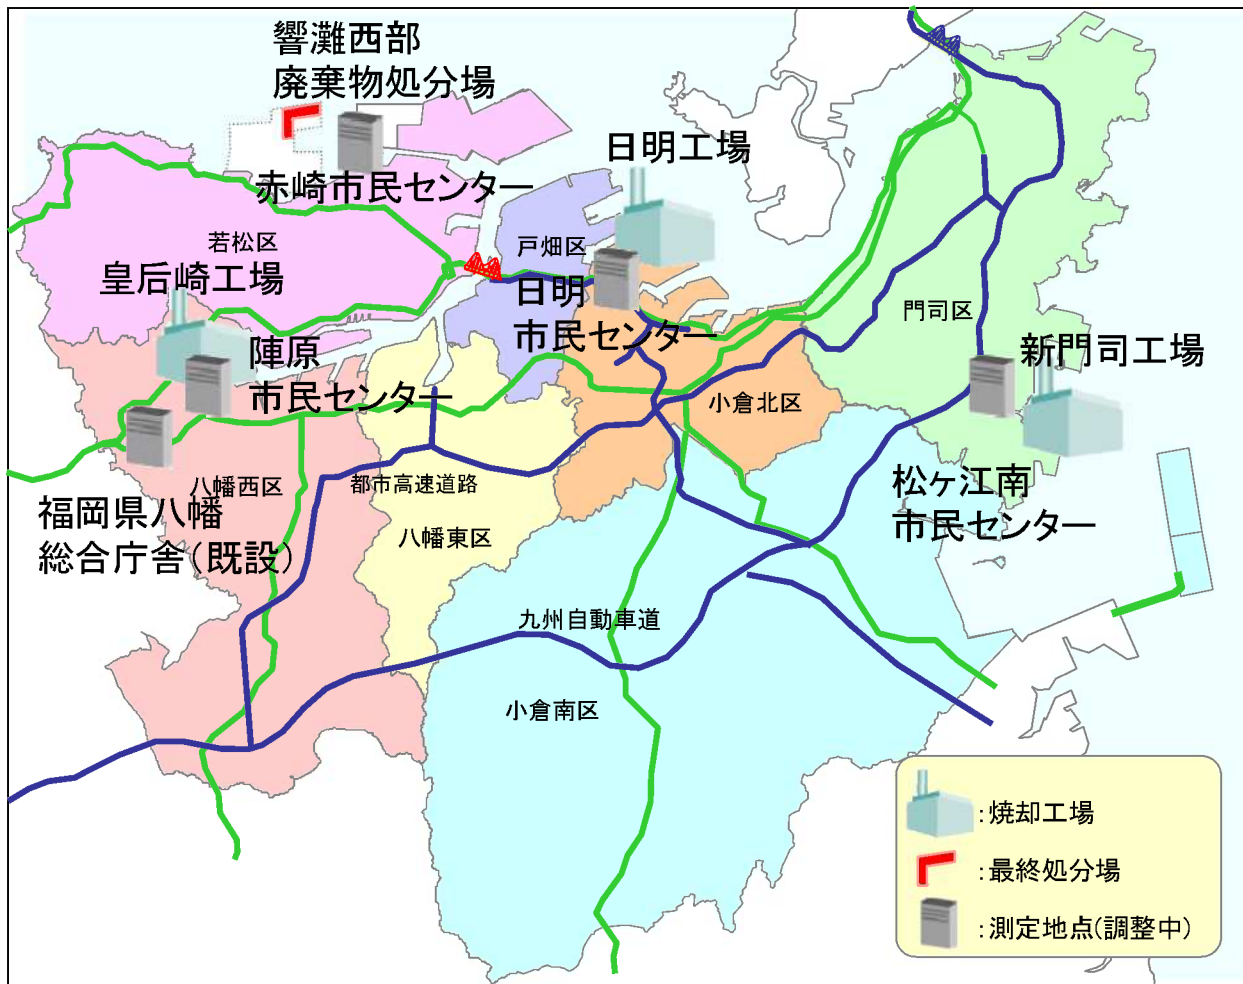 響灘西部
廃棄物処分場
日明工場
赤崎市民センター
若松区
戸畑区
皇后崎工場
日明
市民センター
門司区
陣原
市民センター
新門司工場
小倉北区
八幡西区
都市高速道路
松ヶ江南
市民センター
福岡県八幡
総合庁舎(既設)
八幡東区
九州自動車道
小倉南区
:焼却工場
:最終処分場
:測定地点(調整中)